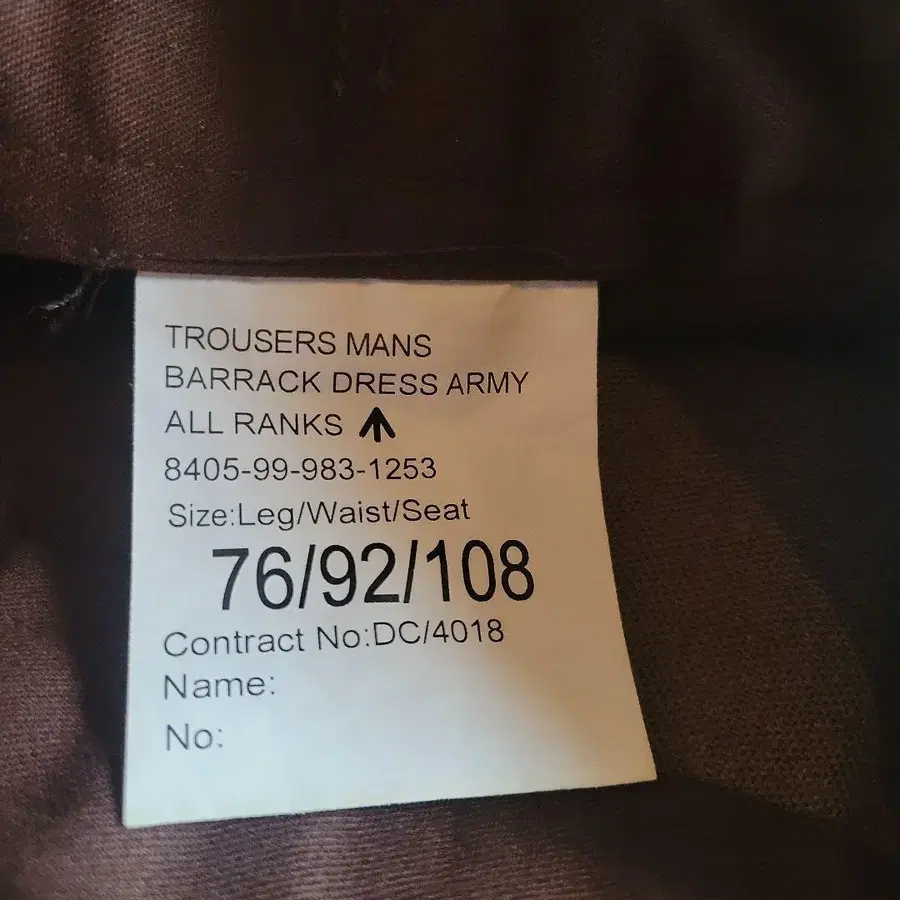 TROUSERS MANS
BARRACK DRESS ARMY
ALL RANKS
8405-99-983-1253
Size:Leg/Waist/Seat
76/92/108
Contract No:DC/4018
Name:
No: